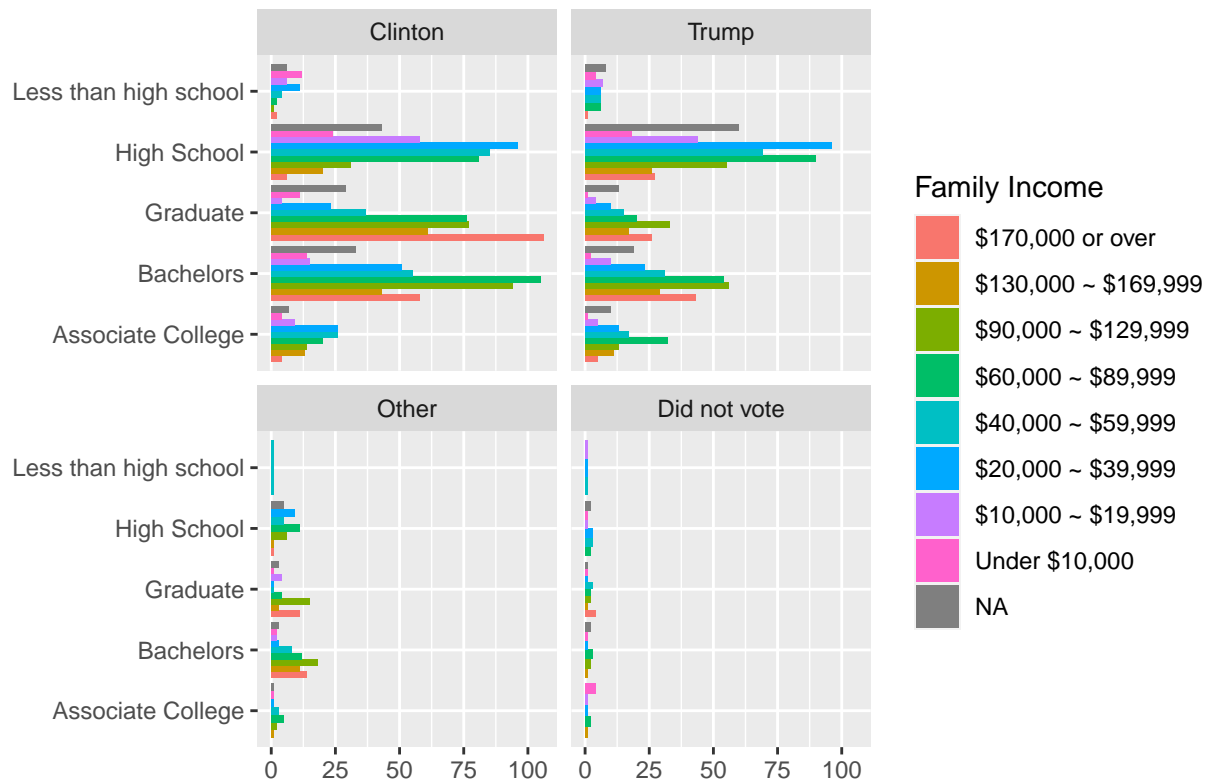 Clinton
Trump
Less than high school
High School
Graduate
Bachelors
Associate College
Other
Did not vote
Less than high school
High School
Graduate
Bachelors
Associate College
0 25 50 75 100
0 25 50 75 100
Family Income
$170,000 or over
$130,000 ~ $169,999
$90,000 ~ $129,999
$60,000 ~ $89,999
$40,000 ~ $59,999
$20,000 ~ $39,999
$10,000 ~ $19,999
Under $10,000
NA